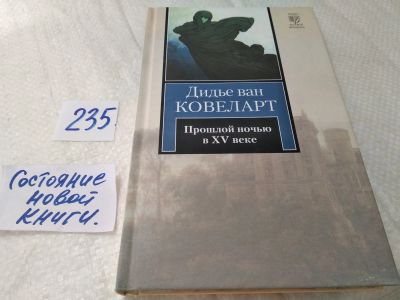 Дидье ван
КОВЕЛАРТ
Прошлой ночью
в XV веке
235
Состояние
новой
книги.